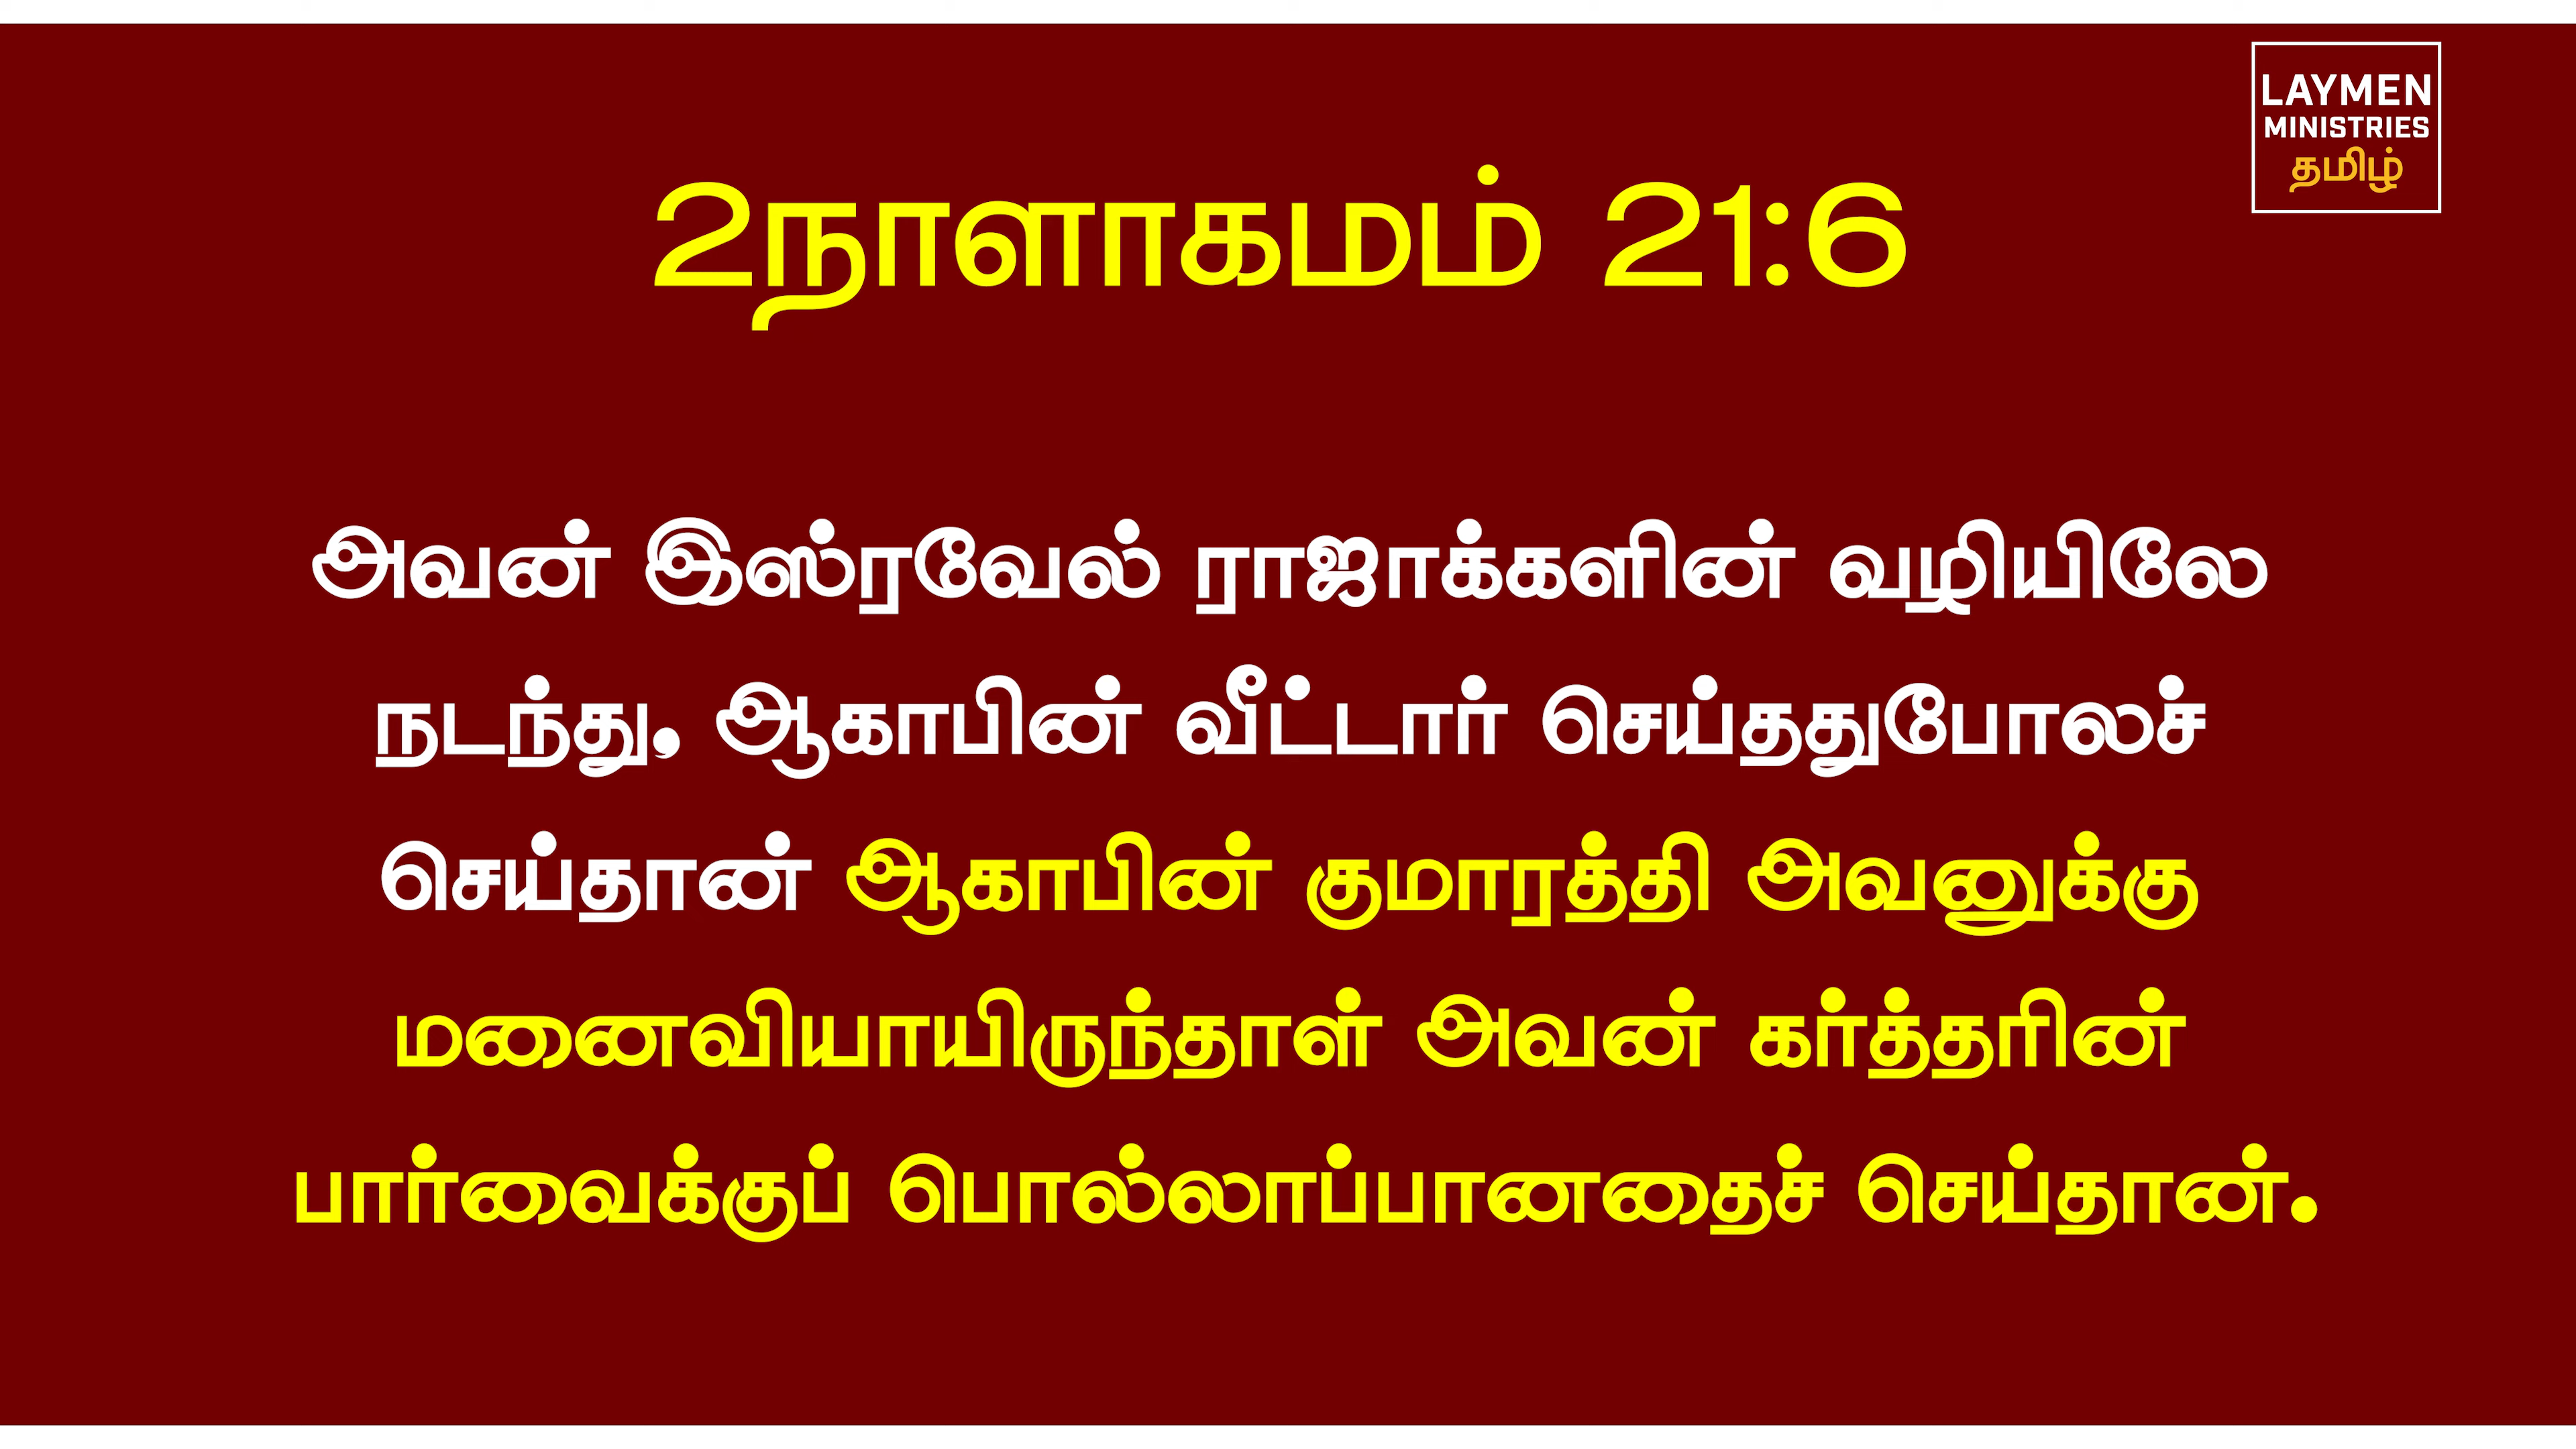 LAYMEN
MINISTRIES
தமிழ்
2நாளாகமம் 21:6
அவன் இஸ்ரவேல் ராஜாக்களின் வழியிலே
நடந்து, ஆகாபின் வீட்டார் செய்ததுபோலச்
செய்தான் ஆகாபின் குமாரத்தி அவனுக்கு
மனைவியாயிருந்தாள் அவன் கர்த்தரின்
பார்வைக்குப் பொல்லாப்பானதைச் செய்தான்.